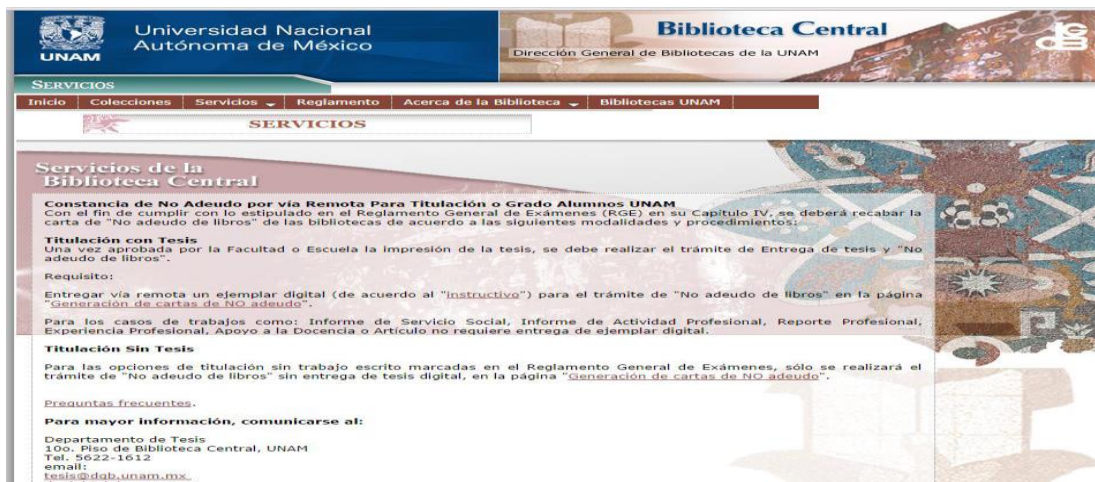 Universidad Nacional
Autónoma de México
UNAM
Biblioteca Central
Dirección General de Bibliotecas de la UNAM
SERVICIOS
Inicio Colecciones Servicios Reglamento Acerca de la Biblioteca Bibliotecas UNAM
SERVICIOS
Servicios de la
Biblioteca Central
Constancia de No Adeudo por vía Remota Para Titulación o Grado Alumnos UNAM
Con el fin de cumplir con lo estipulado en el Reglamento General de Exámenes (RGE) en su Capítulo IV, se deberá recabar la
carta de "No adeudo de libros" de las bibliotecas de acuerdo a las siguientes modalidades y procedimientos:
Titulación con Tesis
Una vez aprobada por la Facultad o Escuela la impresión de la tesis, se debe realizar el trámite de Entrega de tesis y "No
adeudo de libros".
Requisito:
Entregar vía remota un ejemplar digital (de acuerdo al "instructivo") para el trámite de "No adeudo de libros" en la página
"Generación de cartas de NO adeudo".
Para los casos de trabajos como: Informe de Servicio Social, Informe de Actividad Profesional, Reporte Profesional,
Experiencia Profesional, Apoyo a la Docencia o Artículo no requiere entrega de ejemplar digital.
Titulación Sin Tesis
Para las opciones de titulación sin trabajo escrito marcadas en el Reglamento General de Exámenes, sólo se realizará el
trámite de "No adeudo de libros" sin entrega de tesis digital, en la página "Generación de cartas de NO adeudo".
Preguntas frecuentes.
Para mayor información, comunicarse al:
Departamento de Tesis
10o. Piso de Biblioteca Central, UNAM
Tel. 5622-1612
email:
tesis@dgb.unam.mx